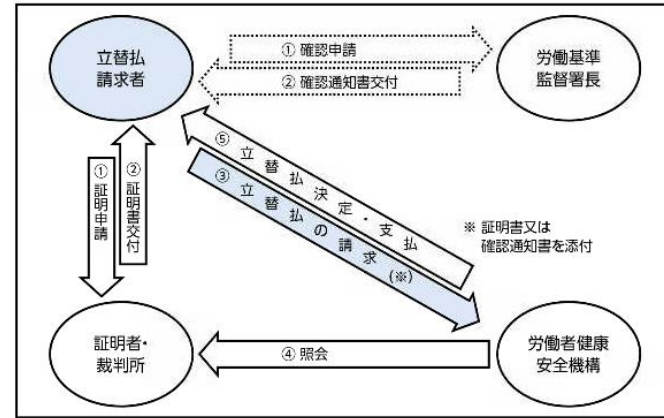 立替払
請求者
① 確認申請
② 確認通知書交付
労働基準
監督署長
① 証明申請
② 証明書交付
⑤ 立替払決定・支払
③ 立替払の請求(※)
※ 証明書又は
確認通知書を添付
証明者・
裁判所
④ 照会
労働者健康
安全機構